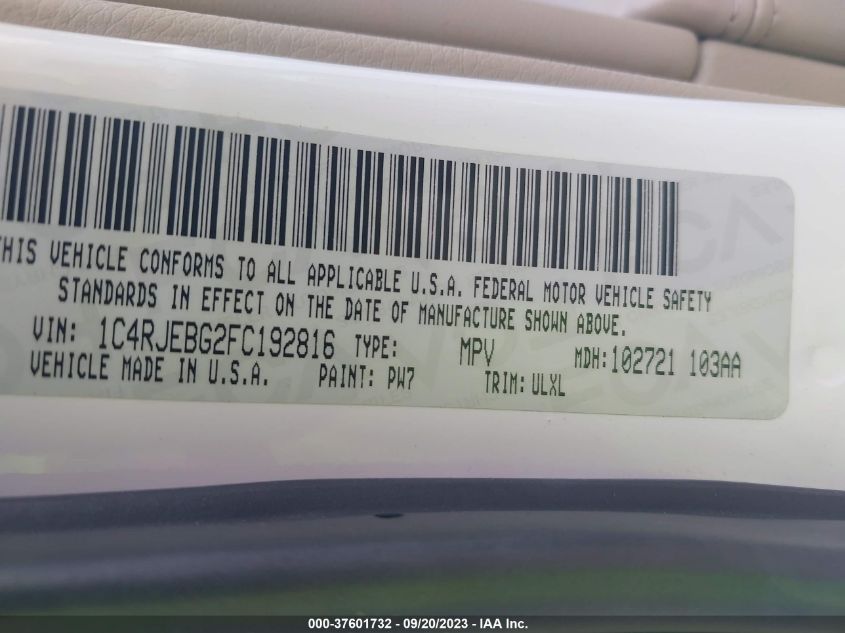 THIS VEHICLE CONFORMS TO ALL APPLICABLE U.S.A. FEDERAL MOTOR VEHICLE SAFETY
STANDARDS IN EFFECT ON THE DATE OF MANUFACTURE SHOWN ABOVE.
VIN: 1C4RJEBG2FC192816 TYPE: MPV MDH: 102721 103AA
VEHICLE MADE IN U.S.A. PAINT: PW7 TRIM: ULXL
000-37601732 - 09/20/2023 - IAA Inc.